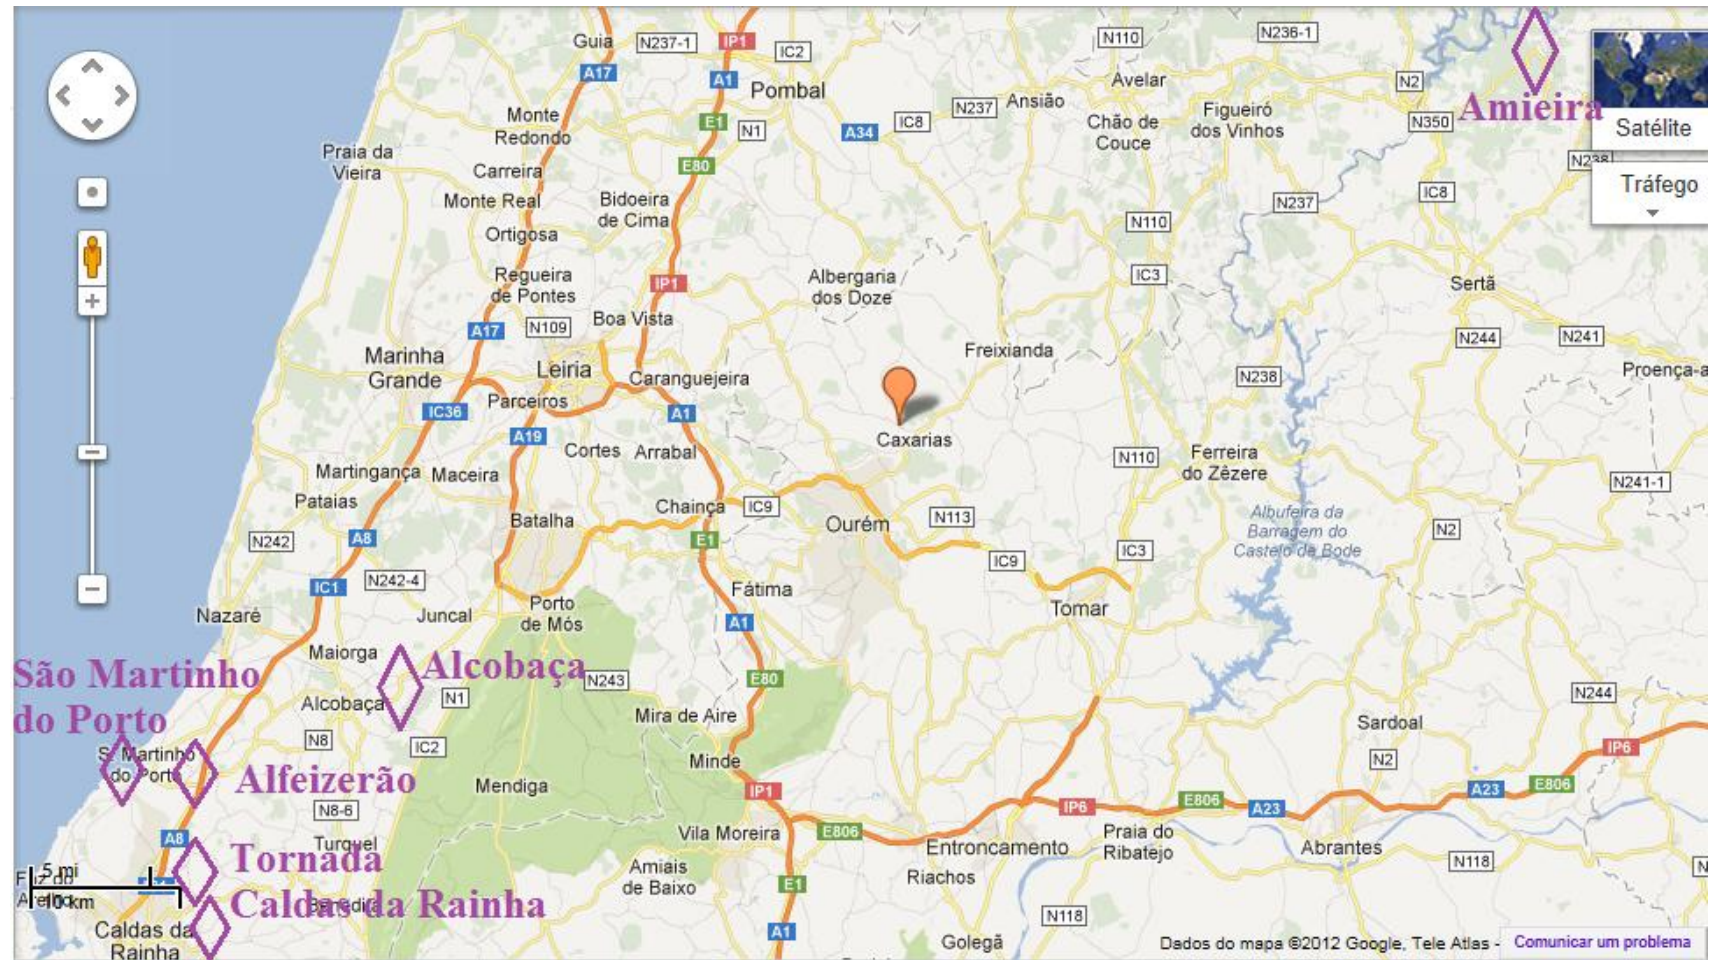 Guia
N237-1
IP1
IC2
N110
N236-1
A17
A1
Pombal
Avelar
N2
Amieira
Satélite
Monte
Redondo
E1
N1
A34
IC8
N237
Ansião
Chão de
Couce
Figueiró
dos Vinhos
N350
N238
Praia da
Vieira
Carreira
E80
Tráfego
Monte Real
Bidoeira
de Cima
N110
N237
IC8
Ortigosa
Regueira
de Pontes
IP1
Albergaria
dos Doze
IC3
Sertã
A17
N109
Boa Vista
Marinha
Grande
Leiria
Caranguejeira
Freixianda
N244
N241
Proença-a
N238
Parceiros
IC36
A1
A19
Caxarias
Cortes
Arrabal
N110
Ferreira
do Zêzere
Martingança
Maceira
Pataias
N241-1
Chainça
IC9
Batalha
Ourém
N113
Albufeira da
Barragem do
Castelo de Bode
N2
N242
A8
E1
IC9
IC3
IC1
N242-4
Fátima
Nazaré
Juncal
Porto
de Mós
A1
Tomar
Maiorga
São Martinho
do Porto
Alcobaça
Alcobaça
N1
N243
E80
N244
Mira de Aire
Sardoal
N8
IC2
S. Martinho
do Porto
Alfeizerão
Minde
IP6
N2
Mendiga
IP1
N8-6
IP6
E806
A23
A23
E806
A8
Turquel
Vila Moreira
E806
Entroncamento
Praia do
Ribatejo
Abrantes
Tornada
5 mi
10 km
Foz do
Arelho
Amiais
de Baixo
E1
Riachos
N118
Benedita
Caldas da Rainha
N118
Caldas da
Rainha
A1
Golegã
Dados do mapa ©2012 Google, Tele Atlas -
Comunicar um problema